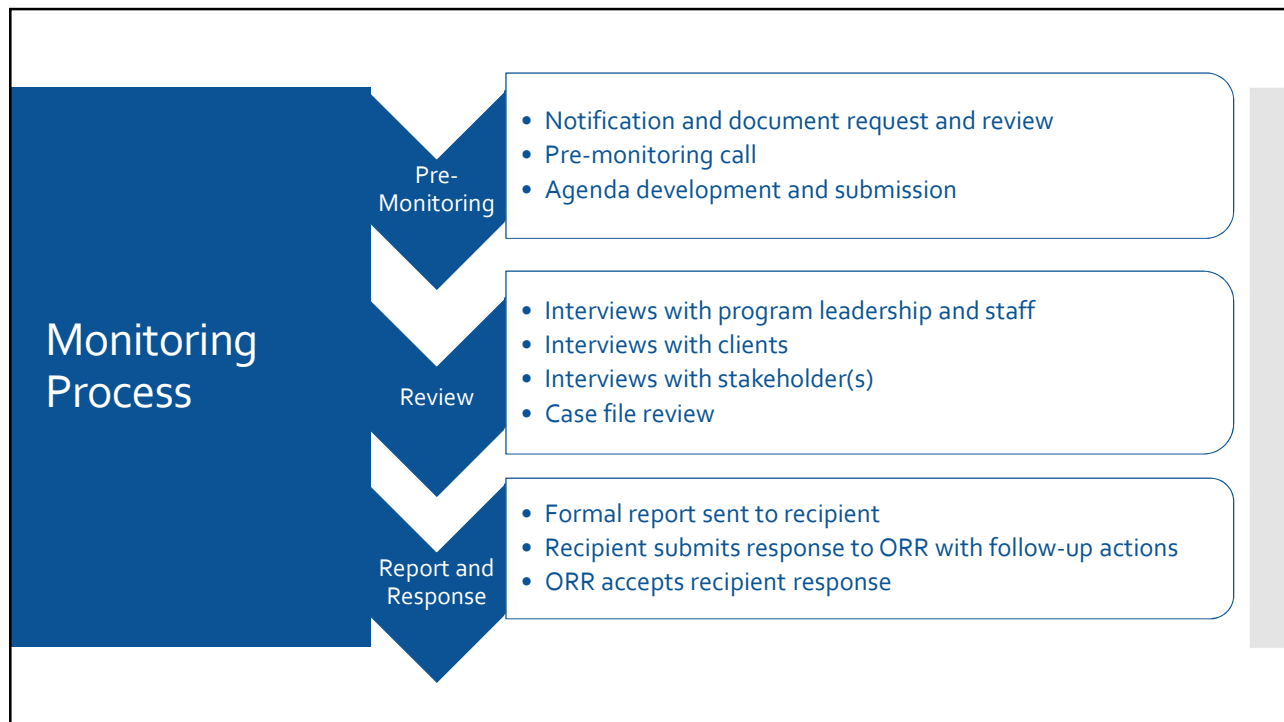 Monitoring
Process
Pre-
Monitoring
• Notification and document request and review
• Pre-monitoring call
• Agenda development and submission
Review
• Interviews with program leadership and staff
• Interviews with clients
• Interviews with stakeholder(s)
• Case file review
Report and
Response
• Formal report sent to recipient
• Recipient submits response to ORR with follow-up actions
• ORR accepts recipient response